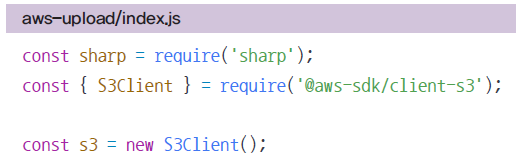 aws-upload/index.js
const sharp = require('sharp');
const { S3Client } = require('@aws-sdk/client-s3');
const s3 = new S3Client();